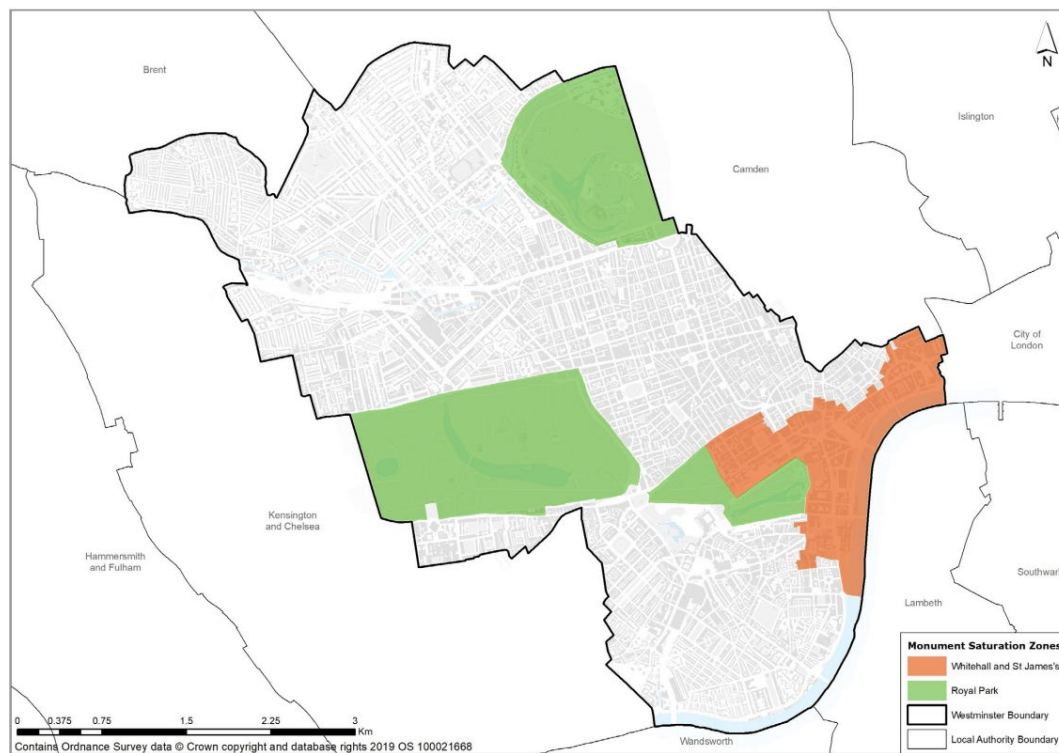 Brent
N
Islington
Camden
City of
London
Kensington
and Chelsea
Hammersmith
and Fulham
Southwark
Lambeth
Monument Saturation Zones
Whitehall and St James's
Royal Park
Westminster Boundary
Local Authority Boundary
0 0.375 0.75 1.5 2.25 3
Km
Contains Ordnance Survey data © Crown copyright and database rights 2019 OS 100021668
Wandsworth